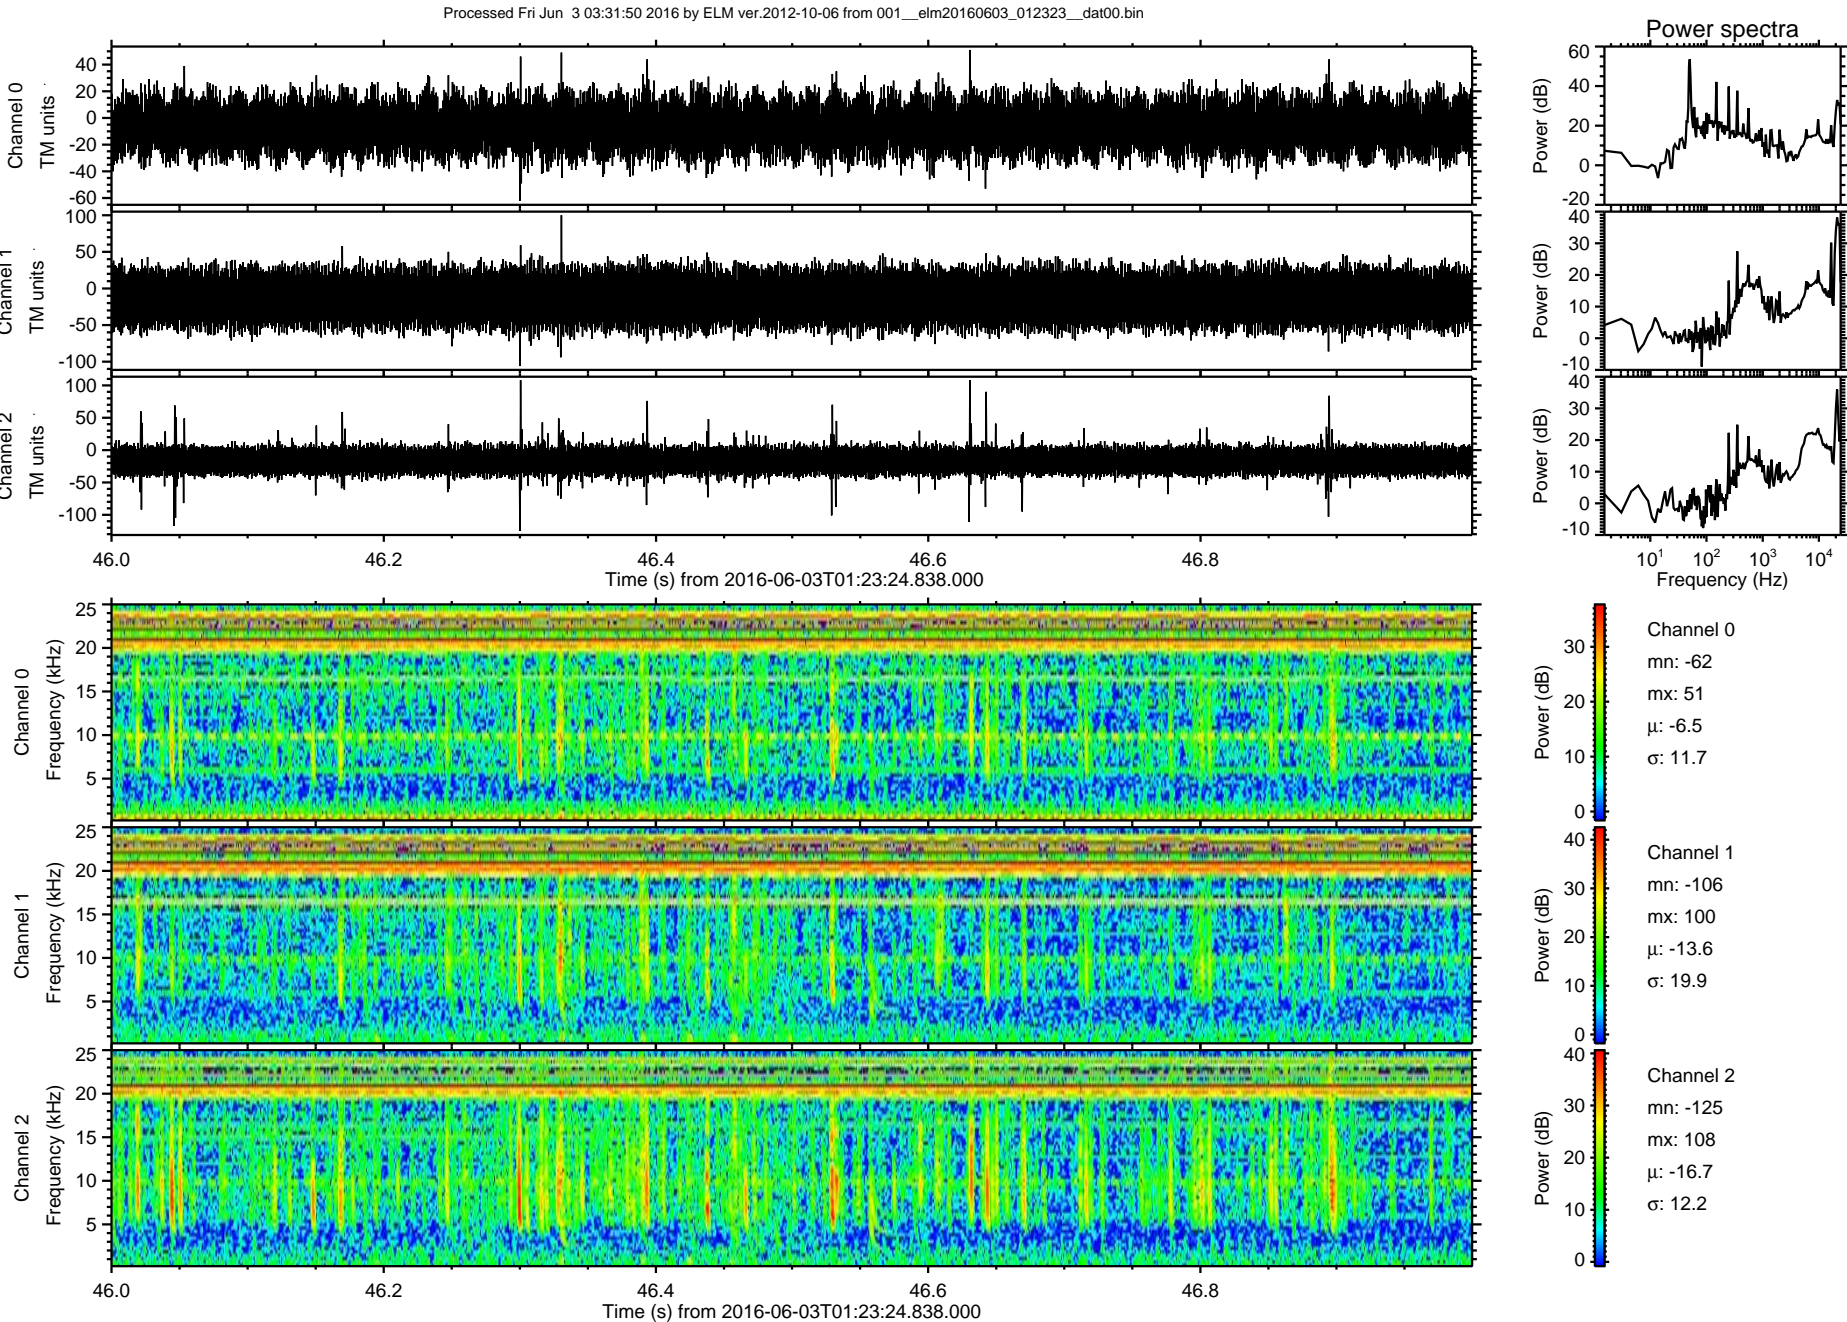 Processed Fri Jun  3 03:31:50 2016 by ELM ver.2012-10-06 from 001__elm20160603_012323__dat00.bin
Power spectra
Channel 0
TM units
40
20
0
-20
-40
-60
Power (dB)
60
40
20
0
-20
Channel 1
TM units
100
50
0
-50
-100
Power (dB)
40
30
20
10
0
-10
Channel 2
TM units
100
50
0
-50
-100
Power (dB)
40
30
20
10
0
-10
46.0 46.2 46.4 46.6 46.8
Time (s) from 2016-06-03T01:23:24.838.000
10¹ 10² 10³ 10⁴
Frequency (Hz)
Channel 0
Frequency (kHz)
25
20
15
10
5
Power (dB)
30
20
10
0
Channel 0
mn: -62
mx: 51
μ: -6.5
σ: 11.7
Channel 1
Frequency (kHz)
25
20
15
10
5
Power (dB)
40
30
20
10
0
Channel 1
mn: -106
mx: 100
μ: -13.6
σ: 19.9
Channel 2
Frequency (kHz)
25
20
15
10
5
Power (dB)
40
30
20
10
0
Channel 2
mn: -125
mx: 108
μ: -16.7
σ: 12.2
46.0 46.2 46.4 46.6 46.8
Time (s) from 2016-06-03T01:23:24.838.000